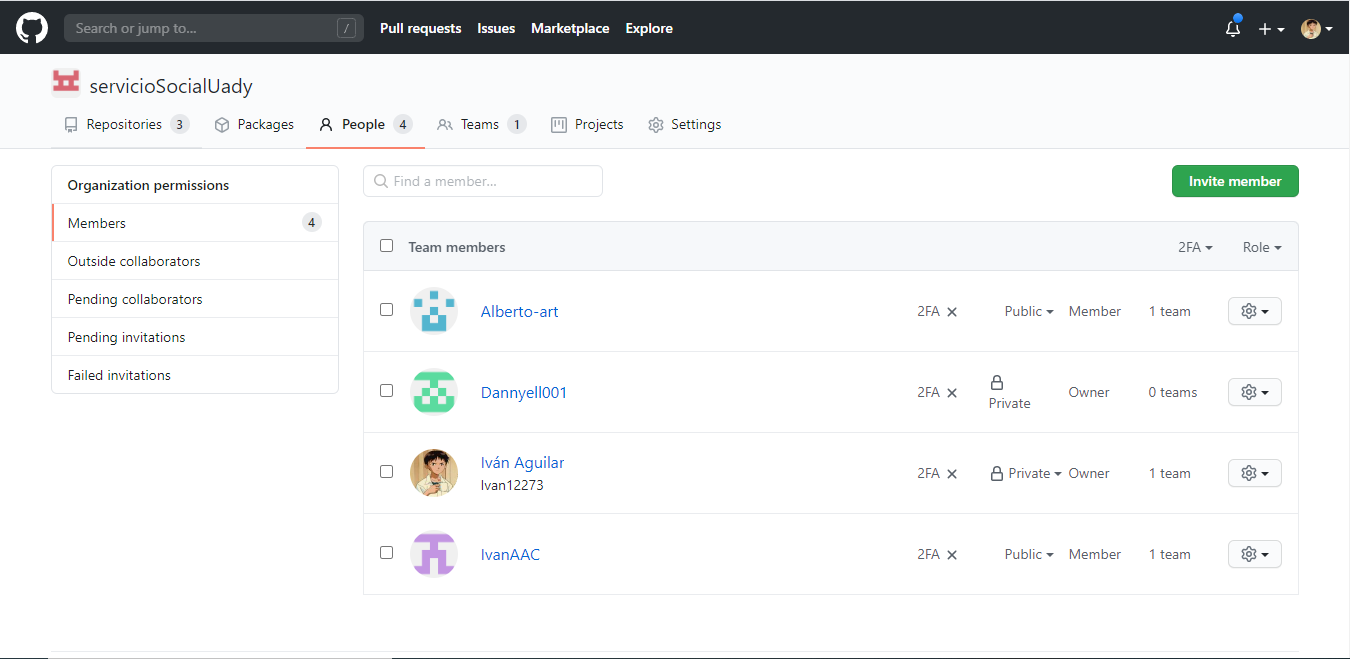 Search or jump to... / Pull requests Issues Marketplace Explore
servicioSocialUady
Repositories 3 Packages People 4 Teams 1 Projects Settings
Organization permissions
Members 4
Outside collaborators
Pending collaborators
Pending invitations
Failed invitations
Find a member... Invite member
Team members 2FA Role
Alberto-art 2FA Public Member 1 team
Dannyell001 2FA Private Owner 0 teams
Iván Aguilar
Ivan12273 2FA Private Owner 1 team
IvanAAC 2FA Public Member 1 team